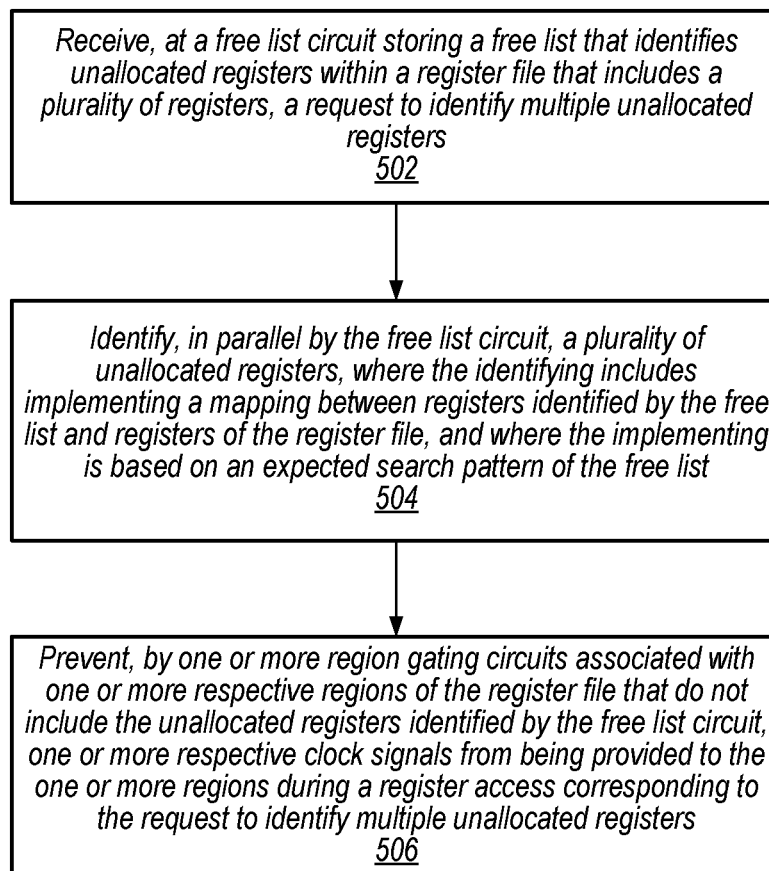 Receive, at a free list circuit storing a free list that identifies
unallocated registers within a register file that includes a
plurality of registers, a request to identify multiple unallocated
registers
502
Identify, in parallel by the free list circuit, a plurality of
unallocated registers, where the identifying includes
implementing a mapping between registers identified by the free
list and registers of the register file, and where the implementing
is based on an expected search pattern of the free list
504
Prevent, by one or more region gating circuits associated with
one or more respective regions of the register file that do not
include the unallocated registers identified by the free list circuit,
one or more respective clock signals from being provided to the
one or more regions during a register access corresponding to
the request to identify multiple unallocated registers
506